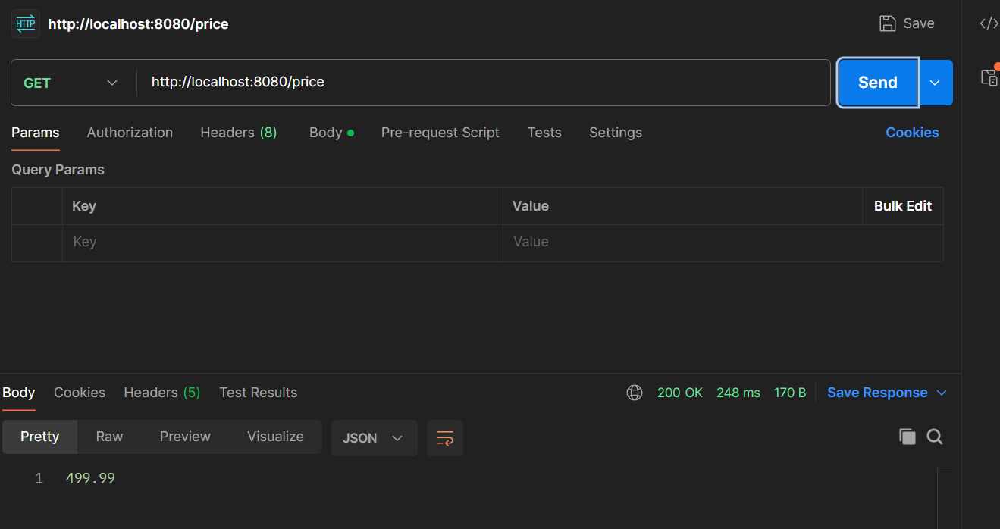 HTTP http://localhost:8080/price Save
GET http://localhost:8080/price Send
Params Authorization Headers (8) Body Pre-request Script Tests Settings Cookies
Query Params
Key Value Bulk Edit
Key Value
Body Cookies Headers (5) Test Results 200 OK 248 ms 170 B Save Response
Pretty Raw Preview Visualize JSON
1 499.99